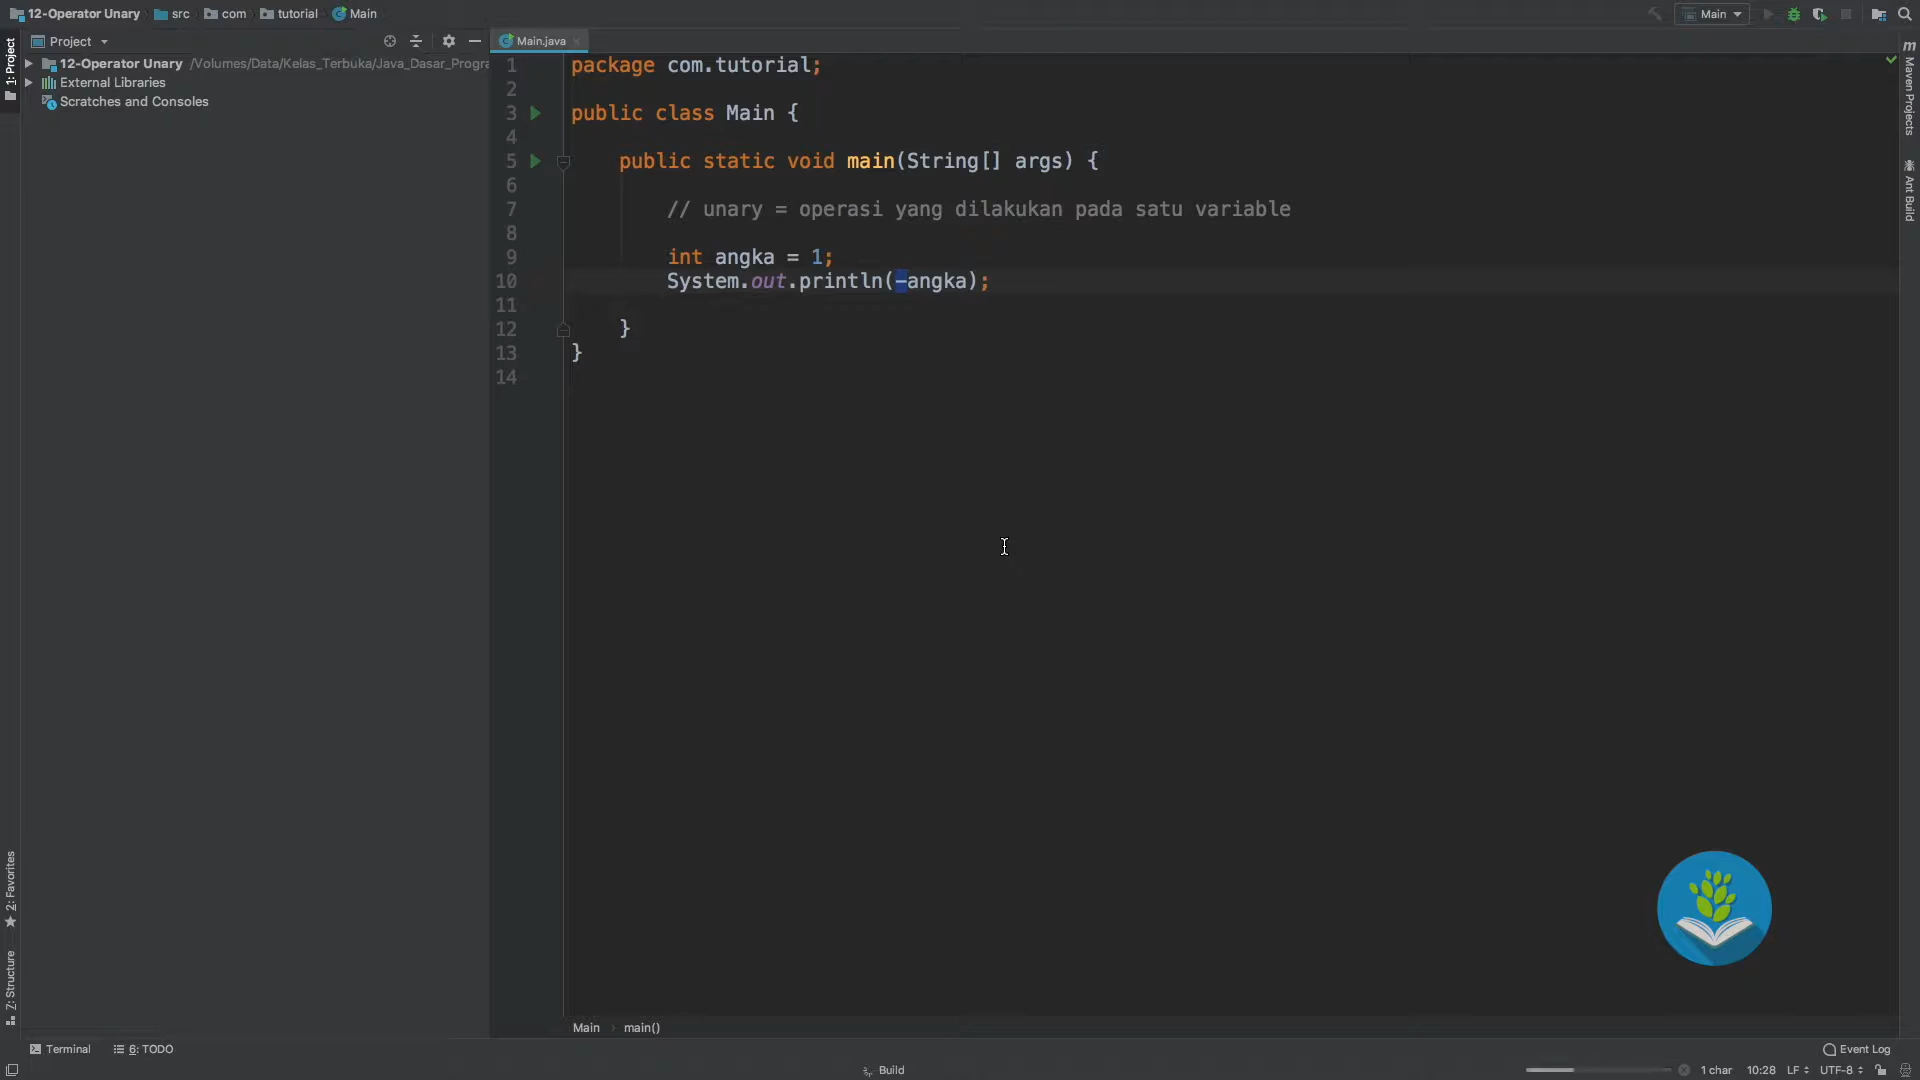 12-Operator Unary src com tutorial Main
Main
Project
Main.java
1: Project
12-Operator Unary /Volumes/Data/Kelas_Terbuka/Java_Dasar_Progra
External Libraries
Scratches and Consoles
1 package com.tutorial;
2
3 public class Main {
4
5 public static void main(String[] args) {
6
7 // unary = operasi yang dilakukan pada satu variable
8
9 int angka = 1;
10 System.out.println(-angka);
11
12 }
13 }
14
m
Maven Projects
Ant Build
2: Favorites
Z: Structure
Main main()
Terminal 6: TODO
Event Log
Build
1 char 10:28 LF UTF-8